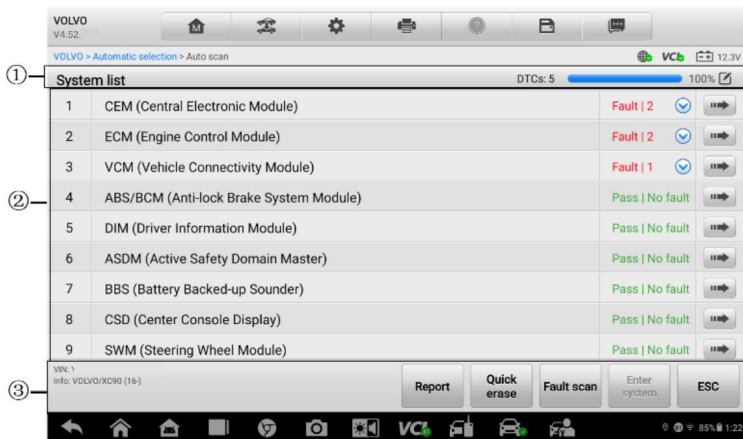 VOLVO
V4.52.
M
VOLVO > Automatic selection > Auto scan
VCb
12.3V
①
System list
DTCs: 5
100%
②
1 CEM (Central Electronic Module) Fault | 2
2 ECM (Engine Control Module) Fault | 2
3 VCM (Vehicle Connectivity Module) Fault | 1
4 ABS/BCM (Anti-lock Brake System Module) Pass | No fault
5 DIM (Driver Information Module) Pass | No fault
6 ASDM (Active Safety Domain Master) Pass | No fault
7 BBS (Battery Backed-up Sounder) Pass | No fault
8 CSD (Center Console Display) Pass | No fault
9 SWM (Steering Wheel Module) Pass | No fault
③
VIN:
Info: VOLVO/XC90 (16-)
Report
Quick
erase
Fault scan
Enter
system
ESC
VC
85%
1:22